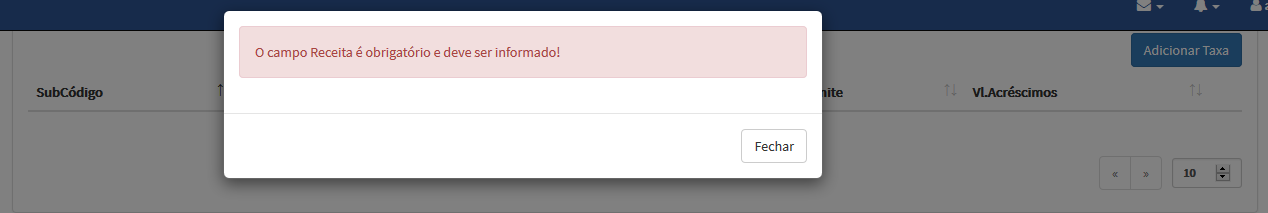 O campo Receita é obrigatório e deve ser informado!
Adicionar Taxa
SubCódigo Vl.Acréscimos
Fechar
« » 10